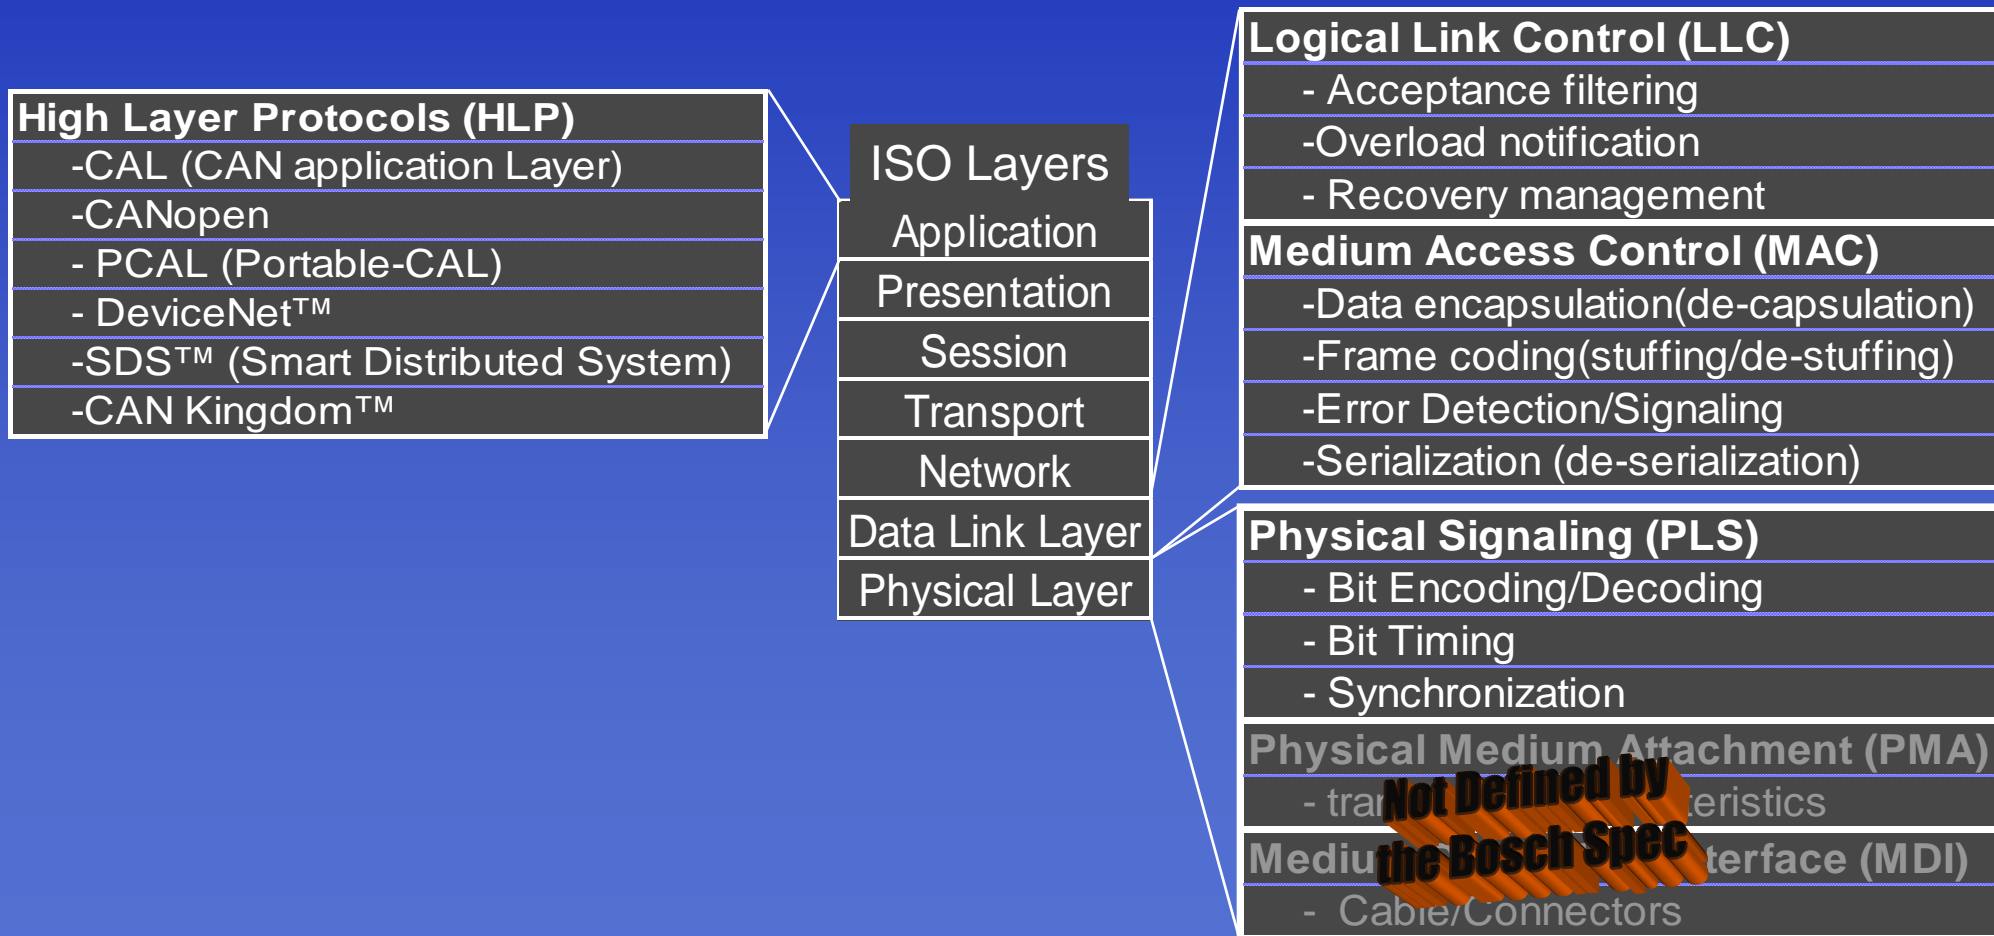 High Layer Protocols (HLP)
-CAL (CAN application Layer)
-CANopen
- PCAL (Portable-CAL)
- DeviceNet™
-SDS™ (Smart Distributed System)
-CAN Kingdom™
ISO Layers
Application
Presentation
Session
Transport
Network
Data Link Layer
Physical Layer
Logical Link Control (LLC)
- Acceptance filtering
-Overload notification
- Recovery management
Medium Access Control (MAC)
-Data encapsulation(de-capsulation)
-Frame coding(stuffing/de-stuffing)
-Error Detection/Signaling
-Serialization (de-serialization)
Physical Signaling (PLS)
- Bit Encoding/Decoding
- Bit Timing
- Synchronization
Physical Medium Attachment (PMA)
Not Defined by
the Bosch Spec
(MDI)
- Cable/Connectors